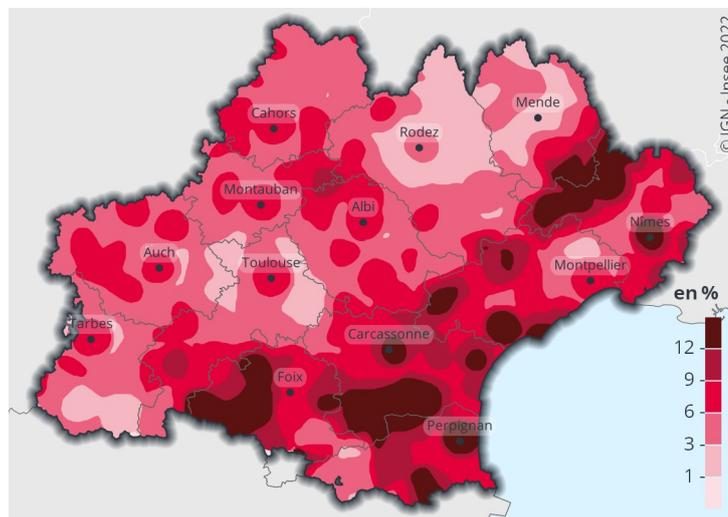 © IGN - Insee 2022
Cahors
Mende
Rodez
Montauban
Albi
Nîmes
Auch
Toulouse
Montpellier
en %
Tarbes
Carcassonne
12
Foix
9
6
Perpignan
3
1